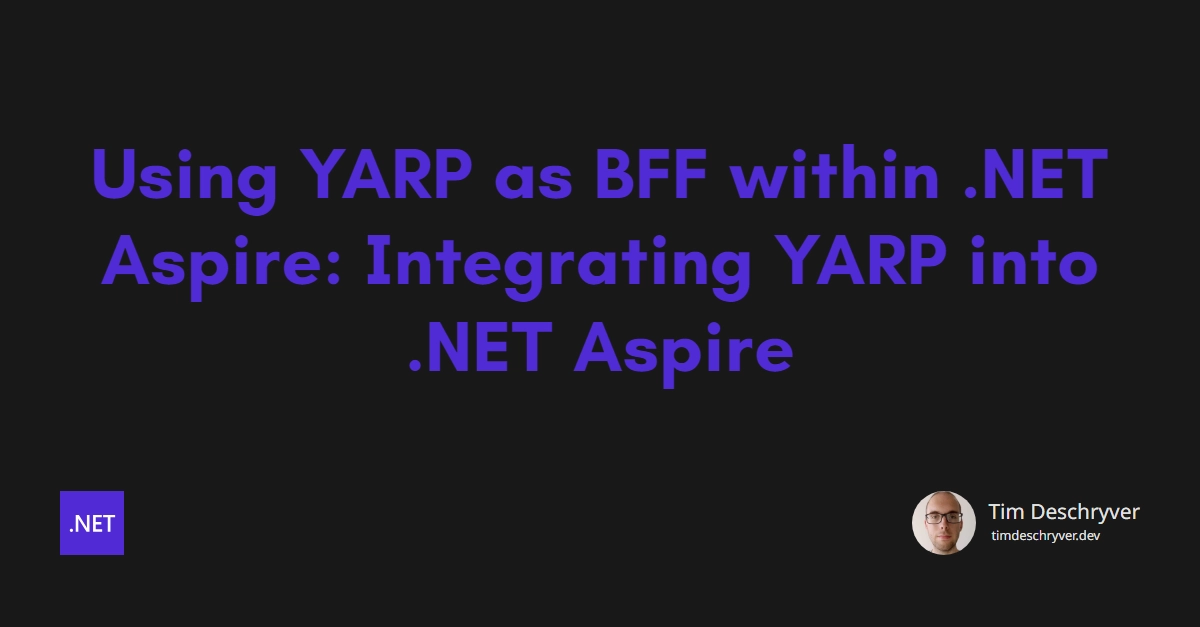 Using YARP as BFF within .NET
Aspire: Integrating YARP into
.NET Aspire
.NET
Tim Deschryver
timdeschryver.dev